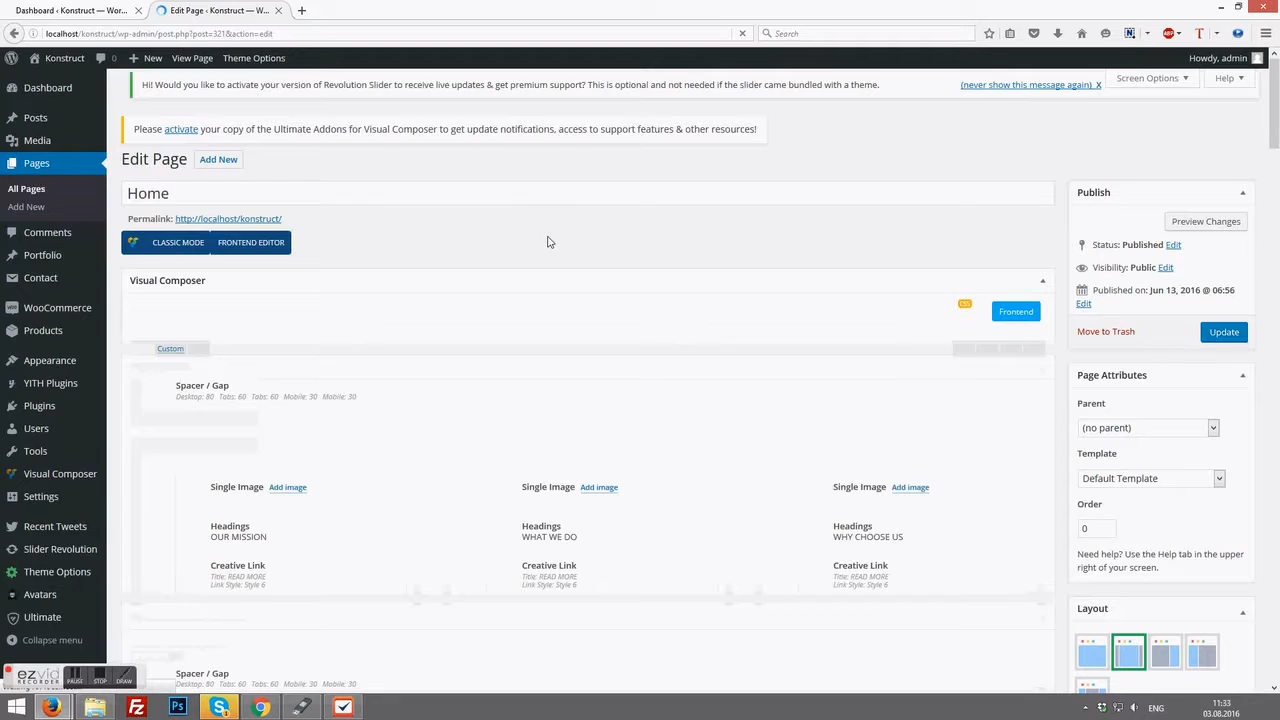 Dashboard ‹ Konstruct — Wor...
Edit Page ‹ Konstruct — W...
localhost/konstruct/wp-admin/post.php?post=321&action=edit
Search
Konstruct
0
New
View Page
Theme Options
Howdy, admin
Hi! Would you like to activate your version of Revolution Slider to receive live updates & get premium support? This is optional and not needed if the slider came bundled with a theme.
(never show this message again) X
Screen Options
Help
Please activate your copy of the Ultimate Addons for Visual Composer to get update notifications, access to support features & other resources!
Dashboard
Posts
Media
Pages
All Pages
Add New
Comments
Portfolio
Contact
WooCommerce
Products
Appearance
YITH Plugins
Plugins
Users
Tools
Visual Composer
Settings
Recent Tweets
Slider Revolution
Theme Options
Avatars
Ultimate
Collapse menu
Edit Page
Add New
Home
Permalink: http://localhost/konstruct/
CLASSIC MODE
FRONTEND EDITOR
Visual Composer
CSS
Frontend
Custom
Spacer / Gap
Desktop: 80 Tabs: 60 Tabs: 60 Mobile: 30 Mobile: 30
Single Image Add image
Single Image Add image
Single Image Add image
Headings
OUR MISSION
Headings
WHAT WE DO
Headings
WHY CHOOSE US
Creative Link
Title: READ MORE
Link Style: Style 6
Creative Link
Title: READ MORE
Link Style: Style 6
Creative Link
Title: READ MORE
Link Style: Style 6
Spacer / Gap
Desktop: 80 Tabs: 60 Tabs: 60 Mobile: 30 Mobile: 30
Publish
Preview Changes
Status: Published Edit
Visibility: Public Edit
Published on: Jun 13, 2016 @ 06:56
Edit
Move to Trash
Update
Page Attributes
Parent
(no parent)
Template
Default Template
Order
0
Need help? Use the Help tab in the upper
right of your screen.
Layout
ezvid
RECORDER
PAUSE
STOP
DRAW
ENG
11:33
03.08.2016